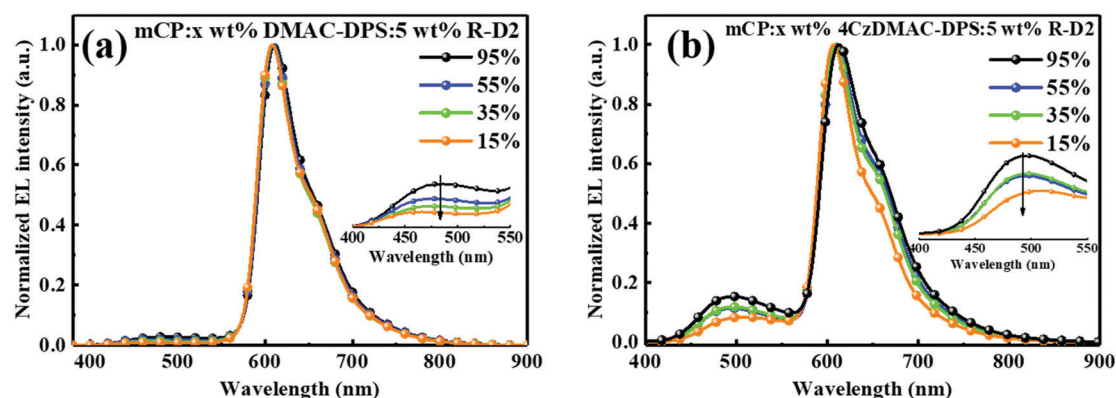 (a)
mCP:x wt% DMAC-DPS:5 wt% R-D2
95%
55%
35%
15%
Normalized EL intensity (a.u.)
1.0
0.8
0.6
0.4
0.2
0.0
400 450 500 550
Wavelength (nm)
400 500 600 700 800 900
Wavelength (nm)
(b)
mCP:x wt% 4CzDMAC-DPS:5 wt% R-D2
95%
55%
35%
15%
Normalized EL intensity (a.u.)
1.0
0.8
0.6
0.4
0.2
0.0
400 450 500 550
Wavelength (nm)
400 500 600 700 800 900
Wavelength (nm)